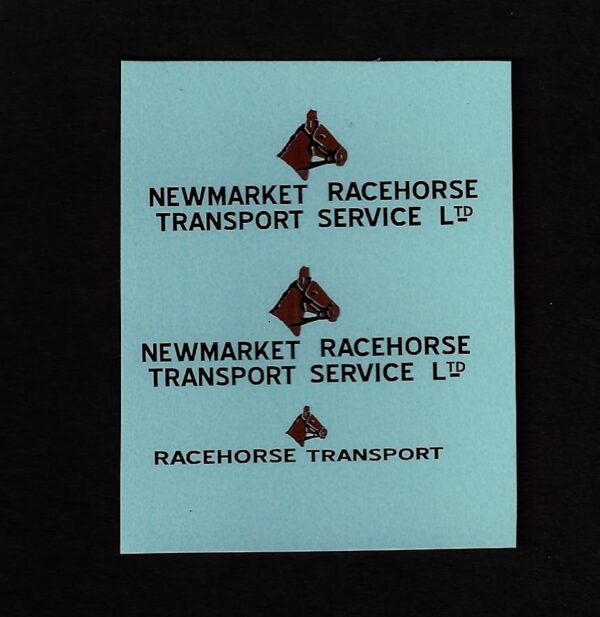 NEWMARKET RACEHORSE
TRANSPORT SERVICE LTD
NEWMARKET RACEHORSE
TRANSPORT SERVICE LTD
RACEHORSE TRANSPORT